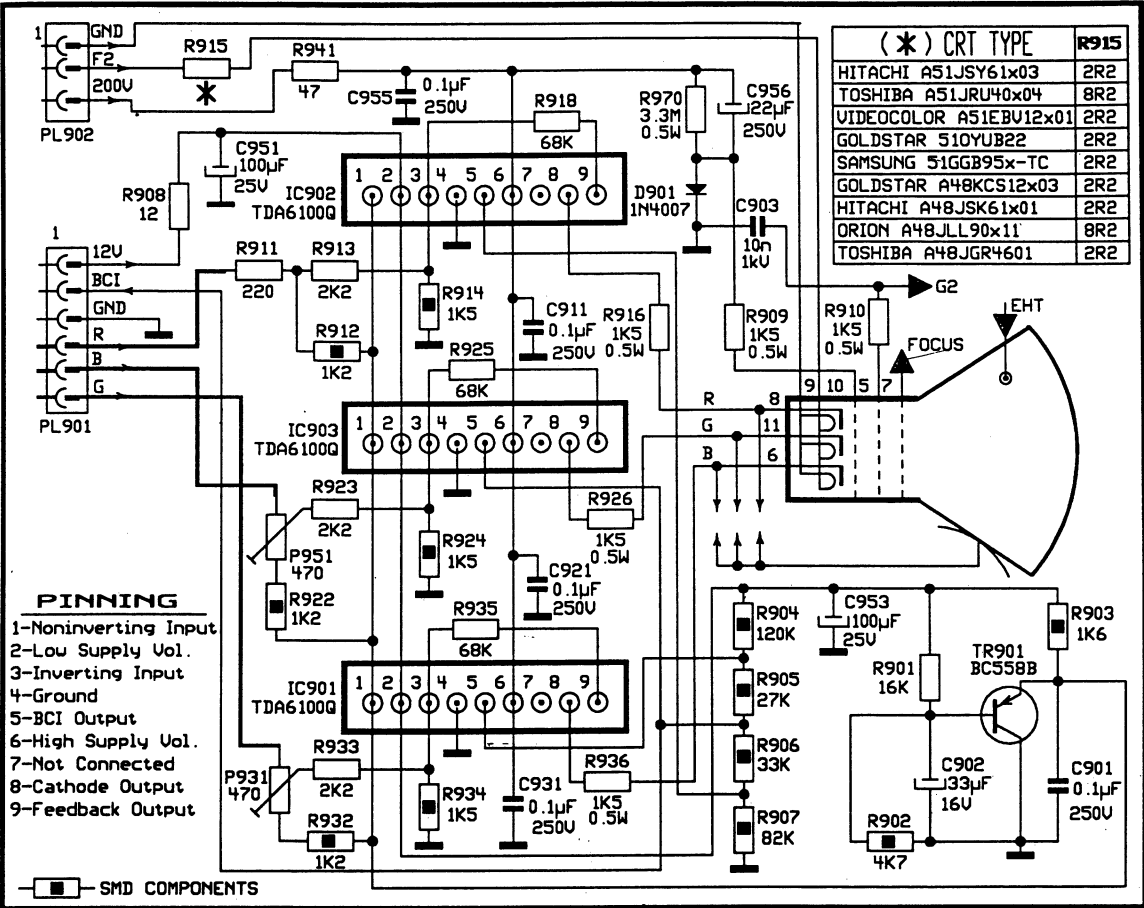 1
GND
F2
200V
PL902
R915
*
R941
47
C955
0.1µF
250V
R918
68K
R970
3.3M
0.5W
C956
22µF
250V
(*) CRT TYPE R915
HITACHI A51JSY61x03 2R2
TOSHIBA A51JRU40x04 8R2
VIDEOCOLOR A51EBV12x01 2R2
GOLDSTAR 510YUB22 2R2
SAMSUNG 51GGB95x-TC 2R2
GOLDSTAR A48KCS12x03 2R2
HITACHI A48JSK61x01 2R2
ORION A48JLL90x11 8R2
TOSHIBA A48JGR4601 2R2
C951
100µF
25V
R908
12
IC902
TDA6100Q
1 2 3 4 5 6 7 8 9
D901
1N4007
C903
10n
1kV
1
12V
BCI
GND
R
B
G
PL901
R911
220
R913
2K2
R912
1K2
R914
1K5
C911
0.1µF
250V
R916
1K5
0.5W
R909
1K5
0.5W
R910
1K5
0.5W
G2
EHT
FOCUS
R925
68K
9 10 5 7
R 8
G 11
B 6
IC903
TDA6100Q
1 2 3 4 5 6 7 8 9
R923
2K2
P951
470
R924
1K5
R926
1K5
0.5W
R922
1K2
C921
0.1µF
250V
R935
68K
IC901
TDA6100Q
1 2 3 4 5 6 7 8 9
R904
120K
R905
27K
R906
33K
R907
82K
C953
100µF
25V
R901
16K
TR901
BC558B
R903
1K6
C902
33µF
16V
C901
0.1µF
250V
R902
4K7
P931
470
R933
2K2
R934
1K5
R932
1K2
C931
0.1µF
250V
R936
1K5
0.5W
PINNING
1-Noninverting Input
2-Low Supply Vol.
3-Inverting Input
4-Ground
5-BCI Output
6-High Supply Vol.
7-Not Connected
8-Cathode Output
9-Feedback Output
SMD COMPONENTS